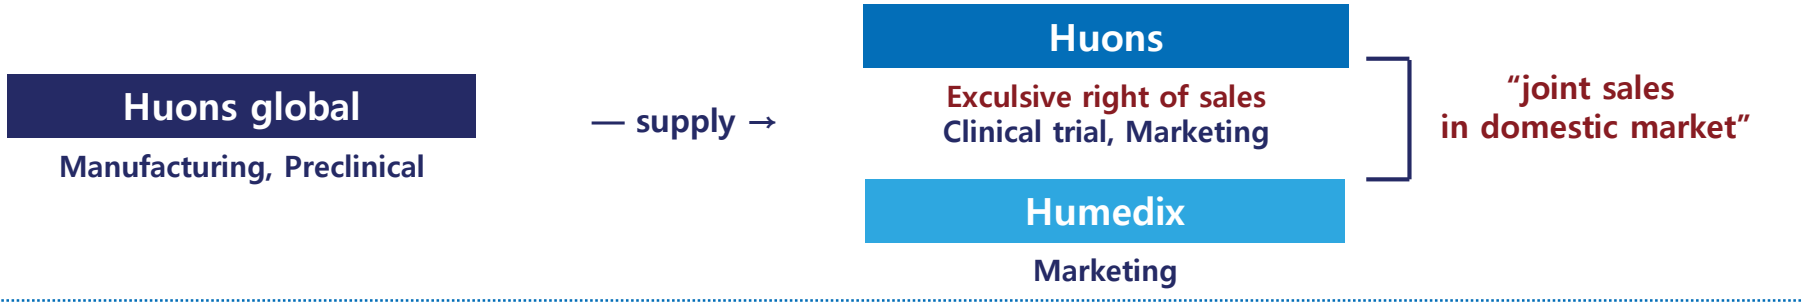 Huons global
Manufacturing, Preclinical
— supply →
Huons
Exculsive right of sales
Clinical trial, Marketing
Humedix
Marketing
“joint sales
in domestic market”